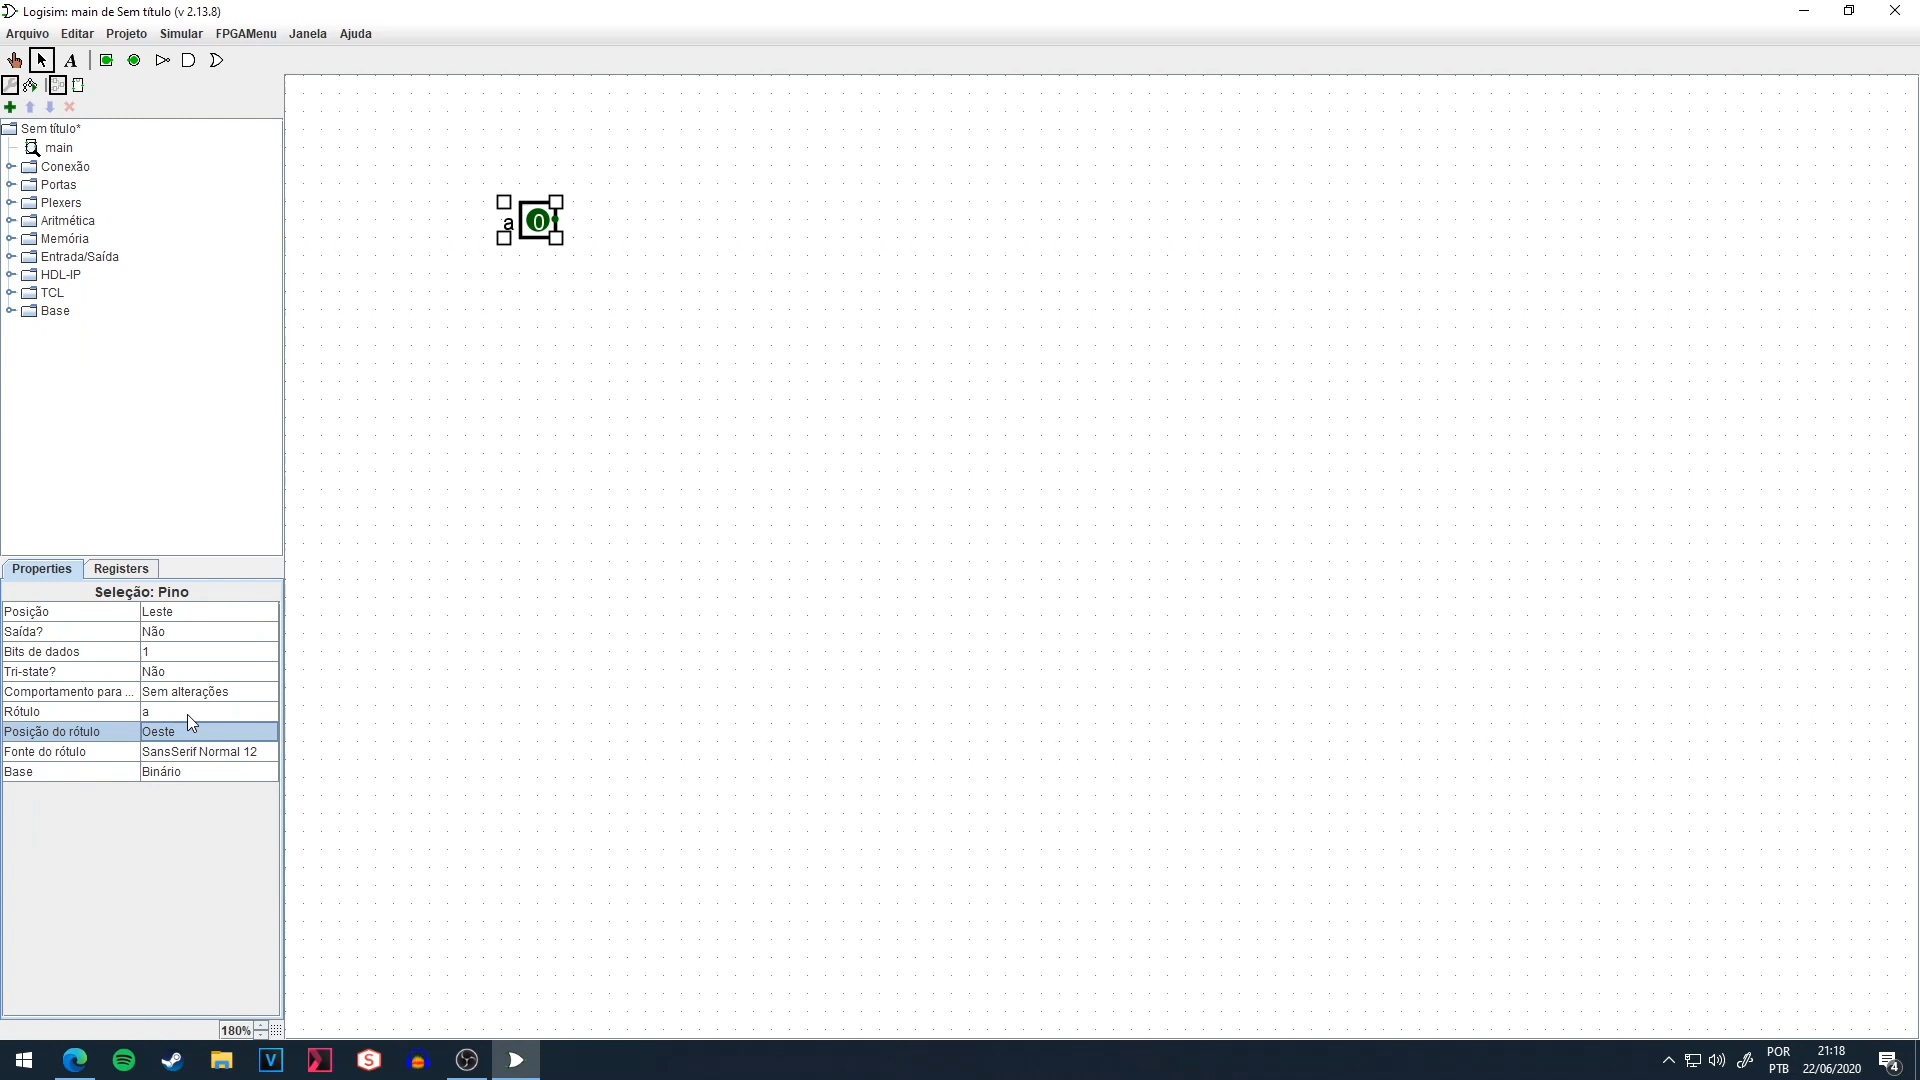 Logisim: main de Sem título (v 2.13.8)
Arquivo Editar Projeto Simular FPGAMenu Janela Ajuda
A
Sem título*
main
Conexão
Portas
Plexers
Aritmética
Memória
Entrada/Saída
HDL-IP
TCL
Base
a 0
Properties Registers
Seleção: Pino
Posição Leste
Saída? Não
Bits de dados 1
Tri-state? Não
Comportamento para ... Sem alterações
Rótulo a
Posição do rótulo Oeste
Fonte do rótulo SansSerif Normal 12
Base Binário
180%
V
S
POR
PTB
21:18
22/06/2020
4